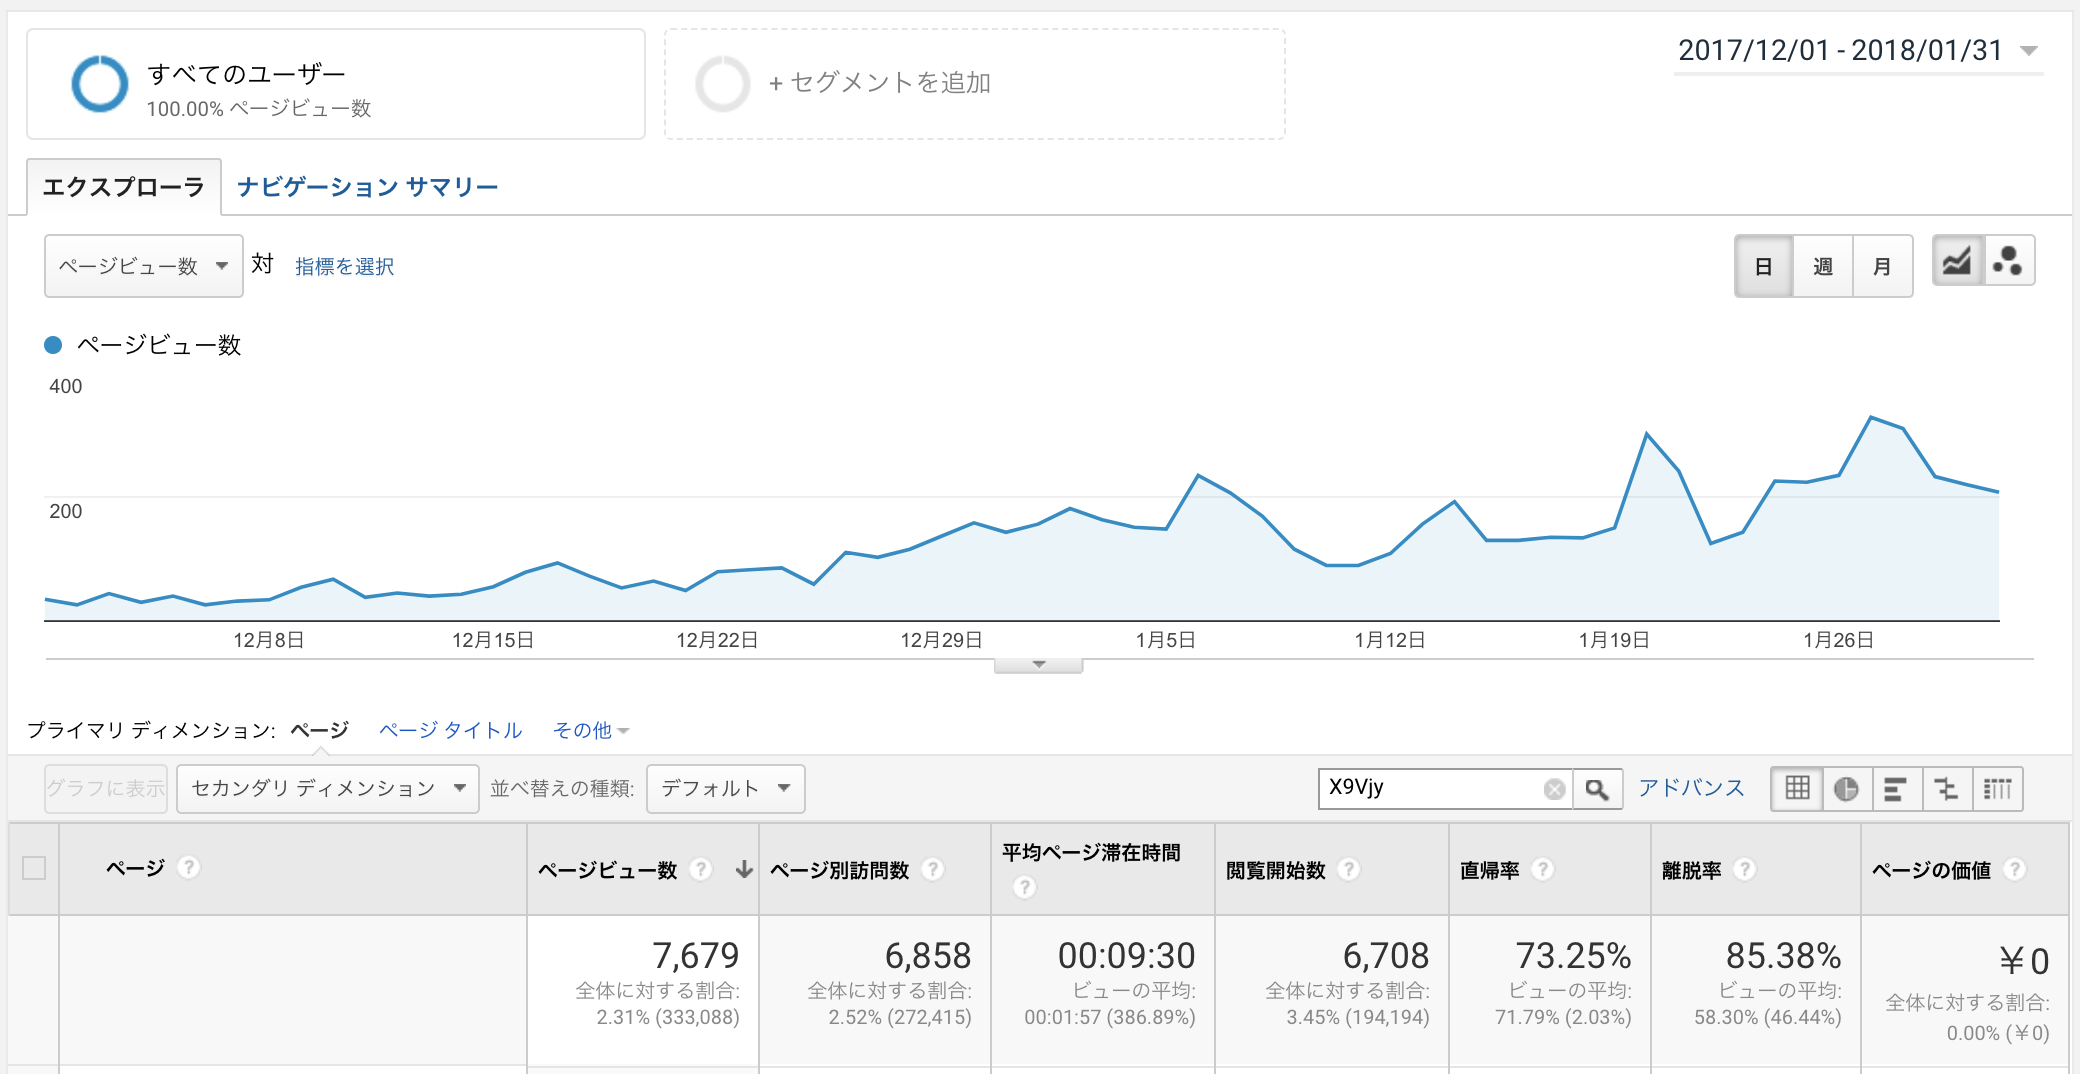 すべてのユーザー
100.00% ページビュー数
+ セグメントを追加
2017/12/01 - 2018/01/31
エクスプローラ
ナビゲーション サマリー
ページビュー数
対
指標を選択
日
週
月
ページビュー数
400
200
12月8日
12月15日
12月22日
12月29日
1月5日
1月12日
1月19日
1月26日
プライマリ ディメンション:
ページ
ページ タイトル
その他
グラフに表示
セカンダリ ディメンション
並べ替えの種類:
デフォルト
X9Vjy
アドバンス
ページ ?
ページビュー数 ?
ページ別訪問数 ?
平均ページ滞在時間
?
閲覧開始数 ?
直帰率 ?
離脱率 ?
ページの価値 ?
7,679
全体に対する割合:
2.31% (333,088)
6,858
全体に対する割合:
2.52% (272,415)
00:09:30
ビューの平均:
00:01:57 (386.89%)
6,708
全体に対する割合:
3.45% (194,194)
73.25%
ビューの平均:
71.79% (2.03%)
85.38%
ビューの平均:
58.30% (46.44%)
￥0
全体に対する割合:
0.00% (￥0)